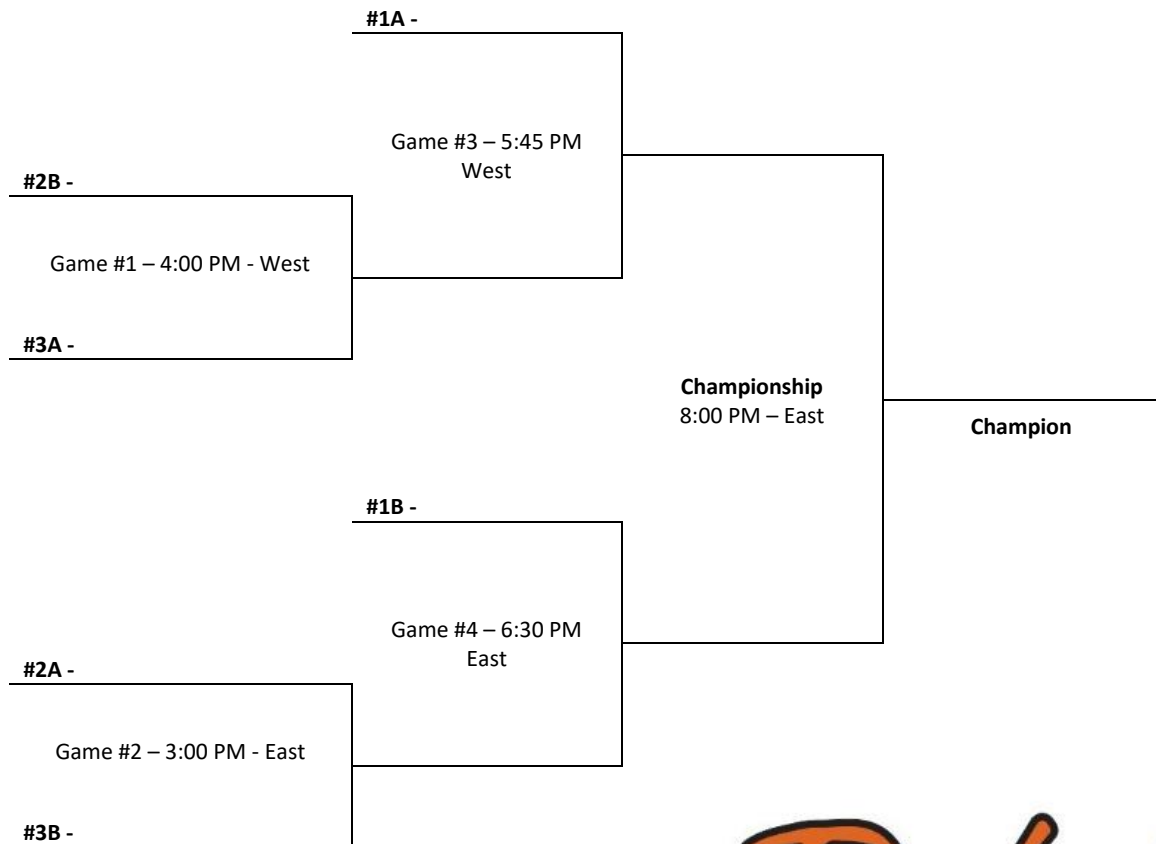 #1A -
Game #3 – 5:45 PM
West
#2B -
Game #1 – 4:00 PM - West
#3A -
Championship
8:00 PM – East
Champion
#1B -
Game #4 – 6:30 PM
East
#2A -
Game #2 – 3:00 PM - East
#3B -